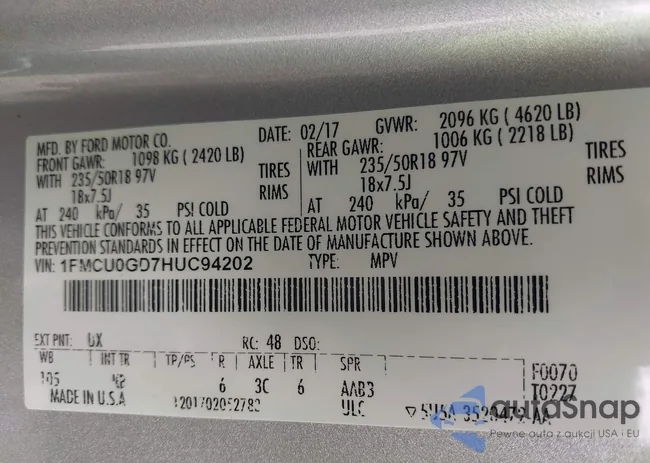 MFD. BY FORD MOTOR CO. DATE: 02/17 GVWR: 2096 KG ( 4620 LB)
FRONT GAWR: 1098 KG ( 2420 LB) REAR GAWR: 1006 KG ( 2218 LB)
WITH 235/50R18 97V TIRES WITH 235/50R18 97V TIRES
18x7.5J RIMS 18x7.5J RIMS
AT 240 kPa/ 35 PSI COLD AT 240 kPa/ 35 PSI COLD
THIS VEHICLE CONFORMS TO ALL APPLICABLE FEDERAL MOTOR VEHICLE SAFETY AND THEFT
PREVENTION STANDARDS IN EFFECT ON THE DATE OF MANUFACTURE SHOWN ABOVE.
VIN: 1FMCU0GD7HUC94202 TYPE: MPV
EXT PNT: UX RC: 48 DSO:
WB INT TR TP/PS R AXLE TR SPR F0070
105 6 3C 6 AAB3 T0227
MADE IN U.S.A ULC
autaSnap
Pewne auta z aukcji USA i EU